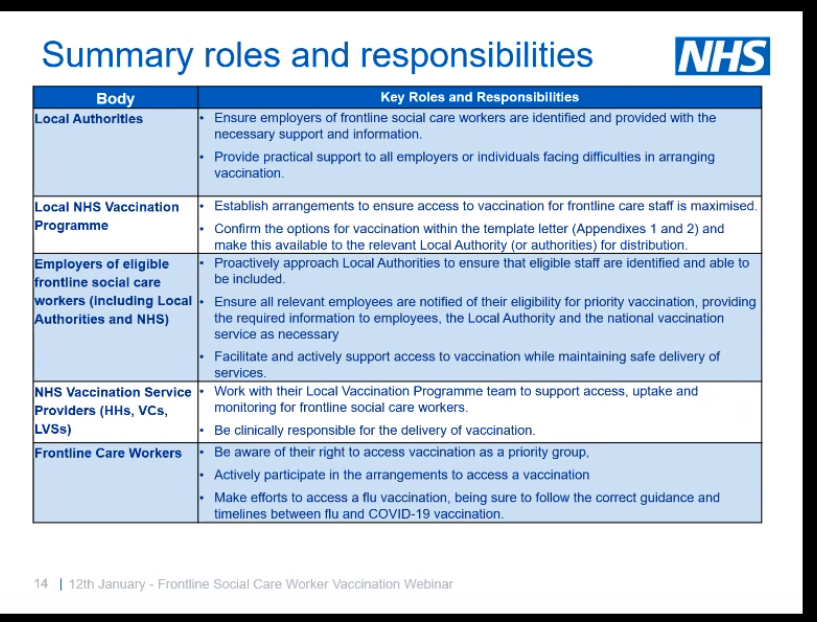 Summary roles and responsibilities
NHS
Body
Key Roles and Responsibilities
Local Authorities
• Ensure employers of frontline social care workers are identified and provided with the
necessary support and information.
• Provide practical support to all employers or individuals facing difficulties in arranging
vaccination.
Local NHS Vaccination
Programme
• Establish arrangements to ensure access to vaccination for frontline care staff is maximised.
• Confirm the options for vaccination within the template letter (Appendixes 1 and 2) and
make this available to the relevant Local Authority (or authorities) for distribution.
Employers of eligible
frontline social care
workers (including Local
Authorities and NHS)
• Proactively approach Local Authorities to ensure that eligible staff are identified and able to
be included.
• Ensure all relevant employees are notified of their eligibility for priority vaccination, providing
the required information to employees, the Local Authority and the national vaccination
service as necessary
• Facilitate and actively support access to vaccination while maintaining safe delivery of
services.
NHS Vaccination Service
Providers (HHs, VCs,
LVSs)
• Work with their Local Vaccination Programme team to support access, uptake and
monitoring for frontline social care workers.
• Be clinically responsible for the delivery of vaccination.
Frontline Care Workers
• Be aware of their right to access vaccination as a priority group,
• Actively participate in the arrangements to access a vaccination
• Make efforts to access a flu vaccination, being sure to follow the correct guidance and
timelines between flu and COVID-19 vaccination.
14 | 12th January - Frontline Social Care Worker Vaccination Webinar